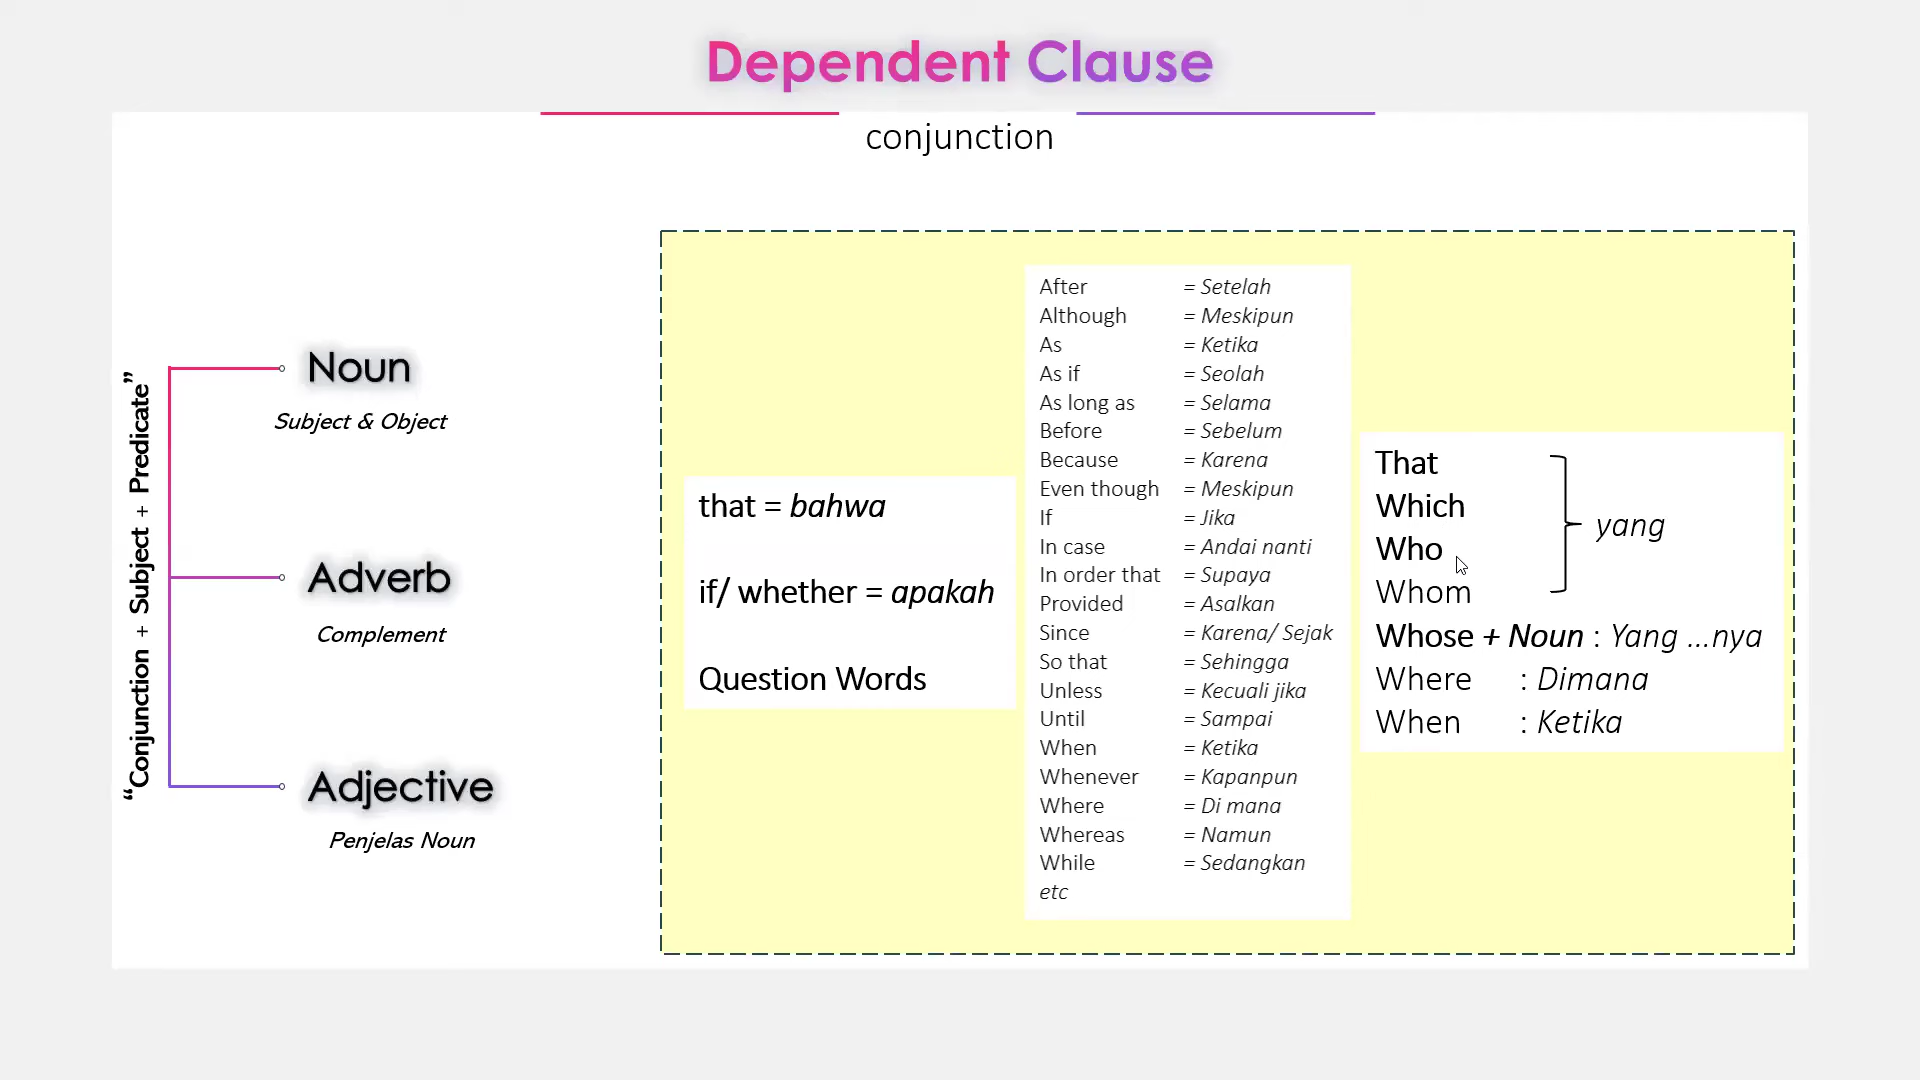 Dependent Clause
conjunction
“Conjunction + Subject + Predicate”
Noun
Subject & Object
Adverb
Complement
Adjective
Penjelas Noun
that = bahwa
if/ whether = apakah
Question Words
After = Setelah
Although = Meskipun
As = Ketika
As if = Seolah
As long as = Selama
Before = Sebelum
Because = Karena
Even though = Meskipun
If = Jika
In case = Andai nanti
In order that = Supaya
Provided = Asalkan
Since = Karena/ Sejak
So that = Sehingga
Unless = Kecuali jika
Until = Sampai
When = Ketika
Whenever = Kapanpun
Where = Di mana
Whereas = Namun
While = Sedangkan
etc
That
Which
Who
Whom
yang
Whose + Noun : Yang ...nya
Where : Dimana
When : Ketika